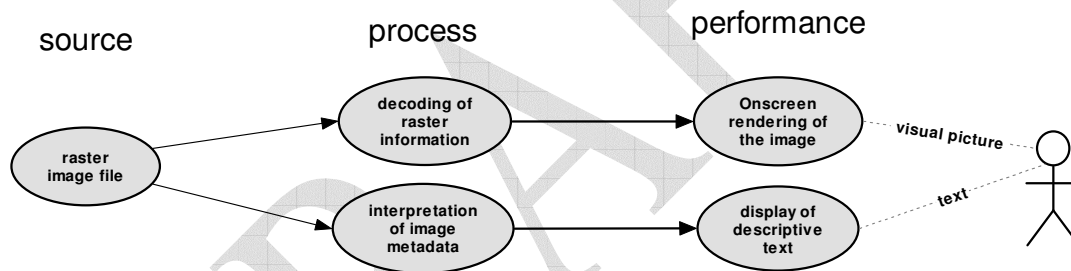 source
process
performance
raster
image file
decoding of
raster
information
Onscreen
rendering of
the image
visual picture
interpretation
of image
metadata
display of
descriptive
text
text